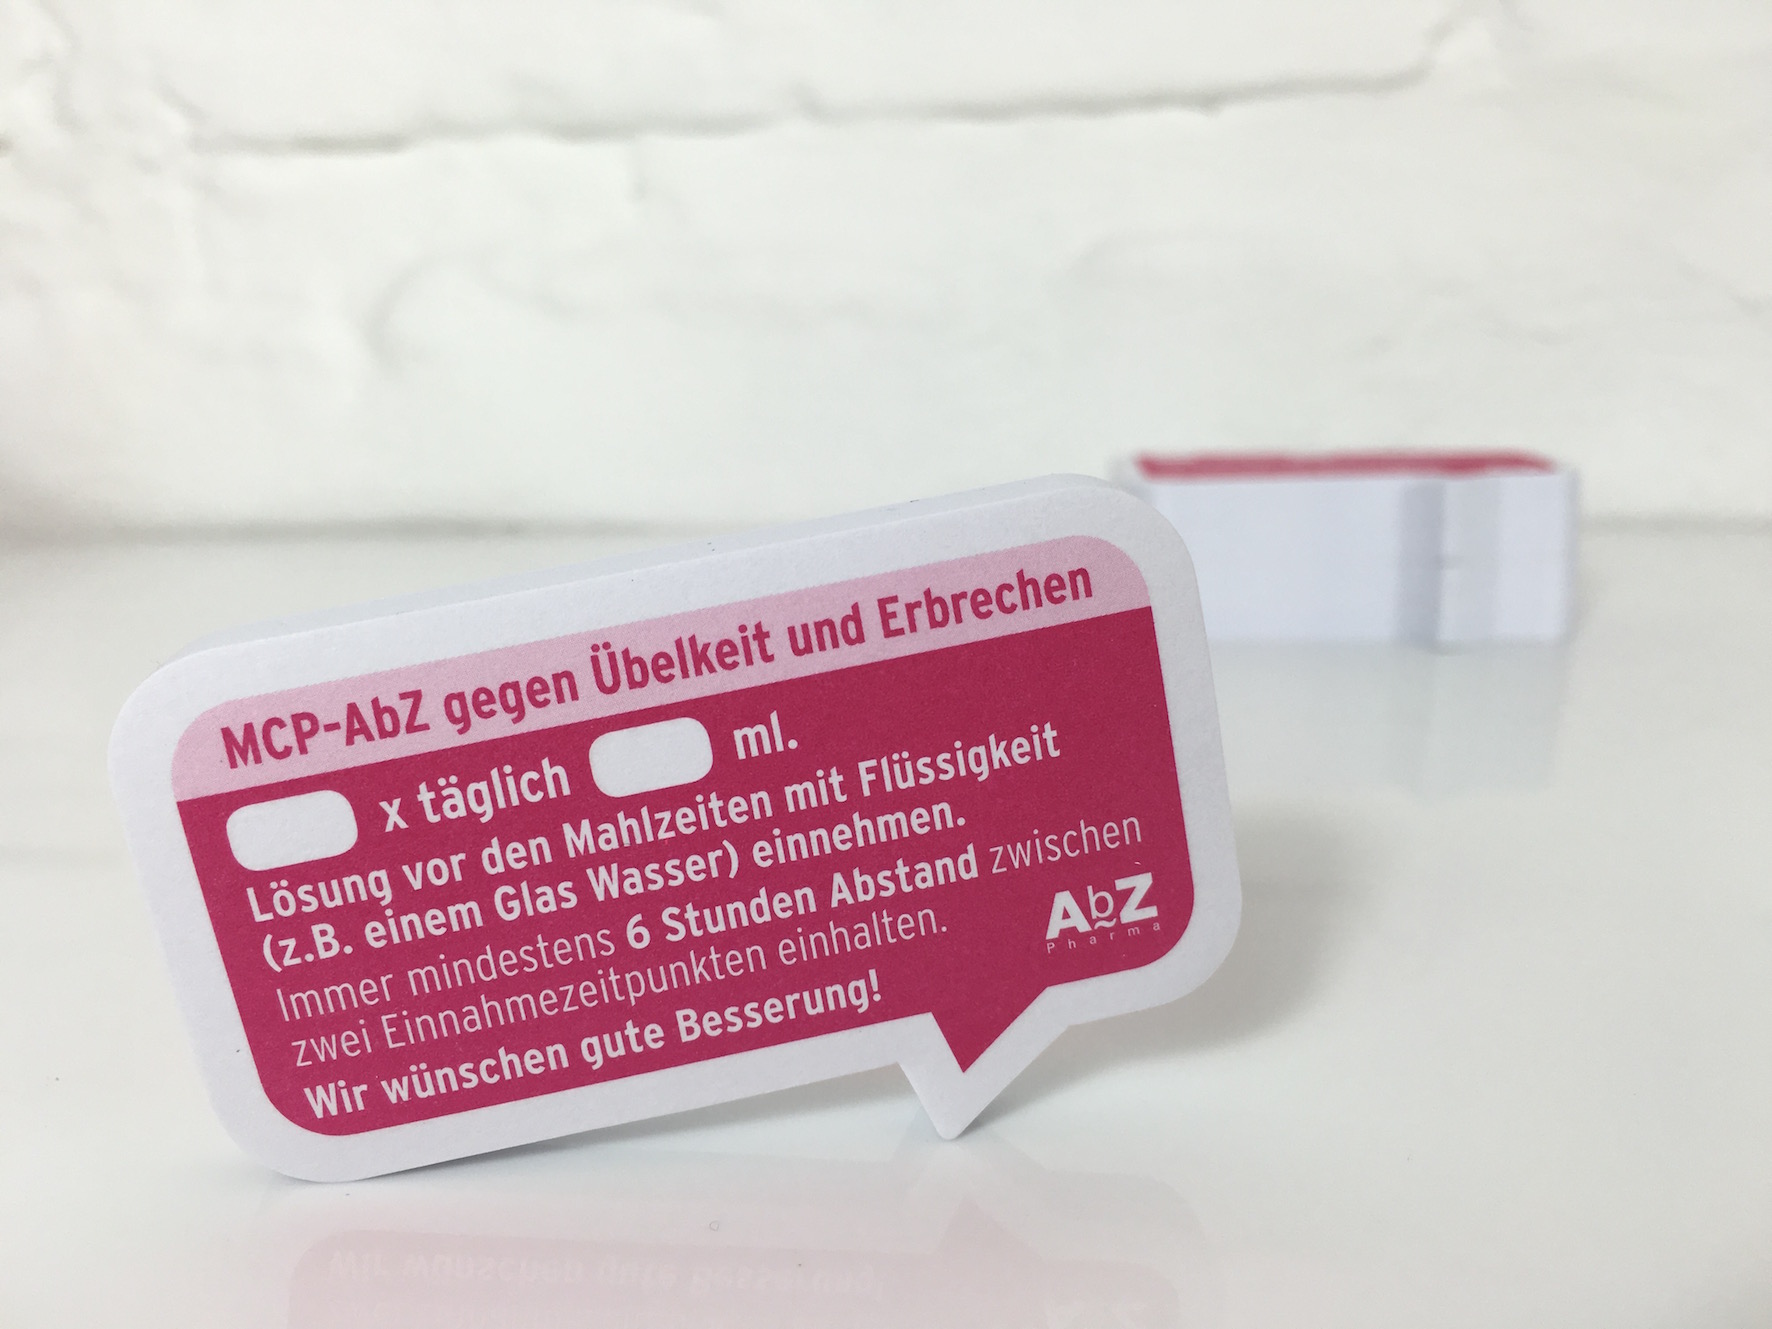 MCP-AbZ gegen Übelkeit und Erbrechen
x täglich ml.
Lösung vor den Mahlzeiten mit Flüssigkeit
(z.B. einem Glas Wasser) einnehmen.
Immer mindestens 6 Stunden Abstand zwischen
zwei Einnahmezeitpunkten einhalten.
Wir wünschen gute Besserung!
AbZ
Pharma